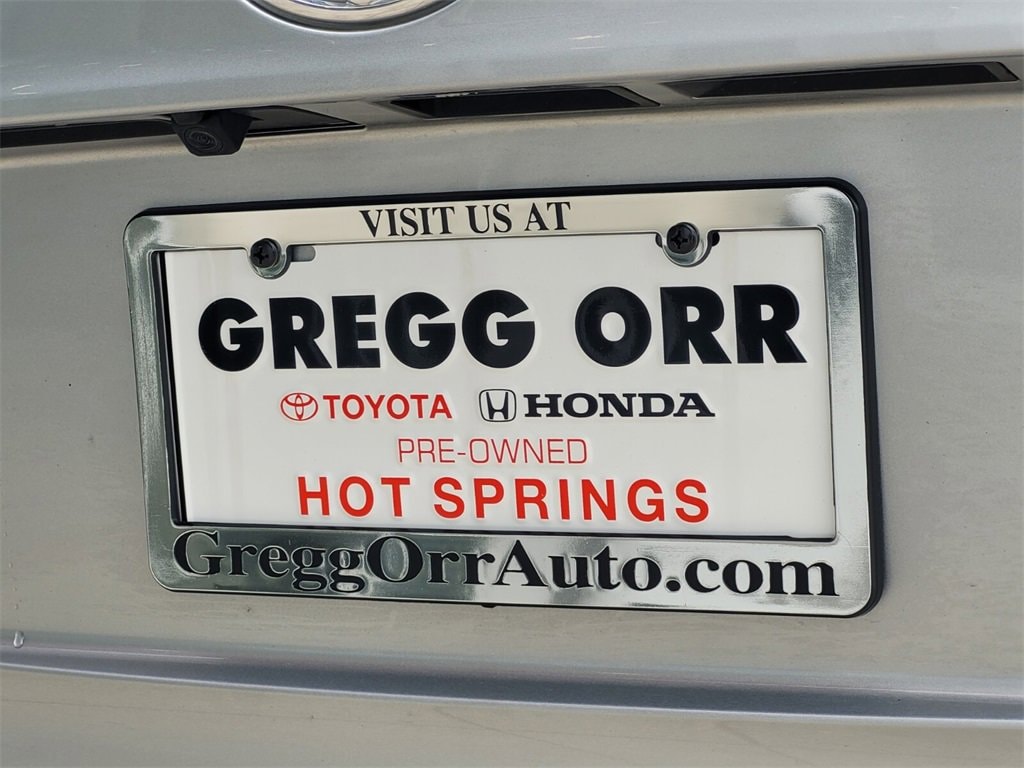 VISIT US AT
GREGG ORR
TOYOTA HONDA
PRE-OWNED
HOT SPRINGS
GreggOrrAuto.com